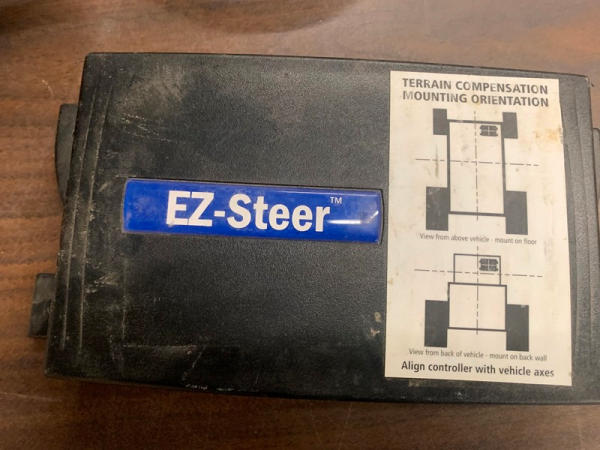 TERRAIN COMPENSATION
MOUNTING ORIENTATION
EZ-Steer™
View from above vehicle - mount on floor
View from back of vehicle - mount on back wall
Align controller with vehicle axes